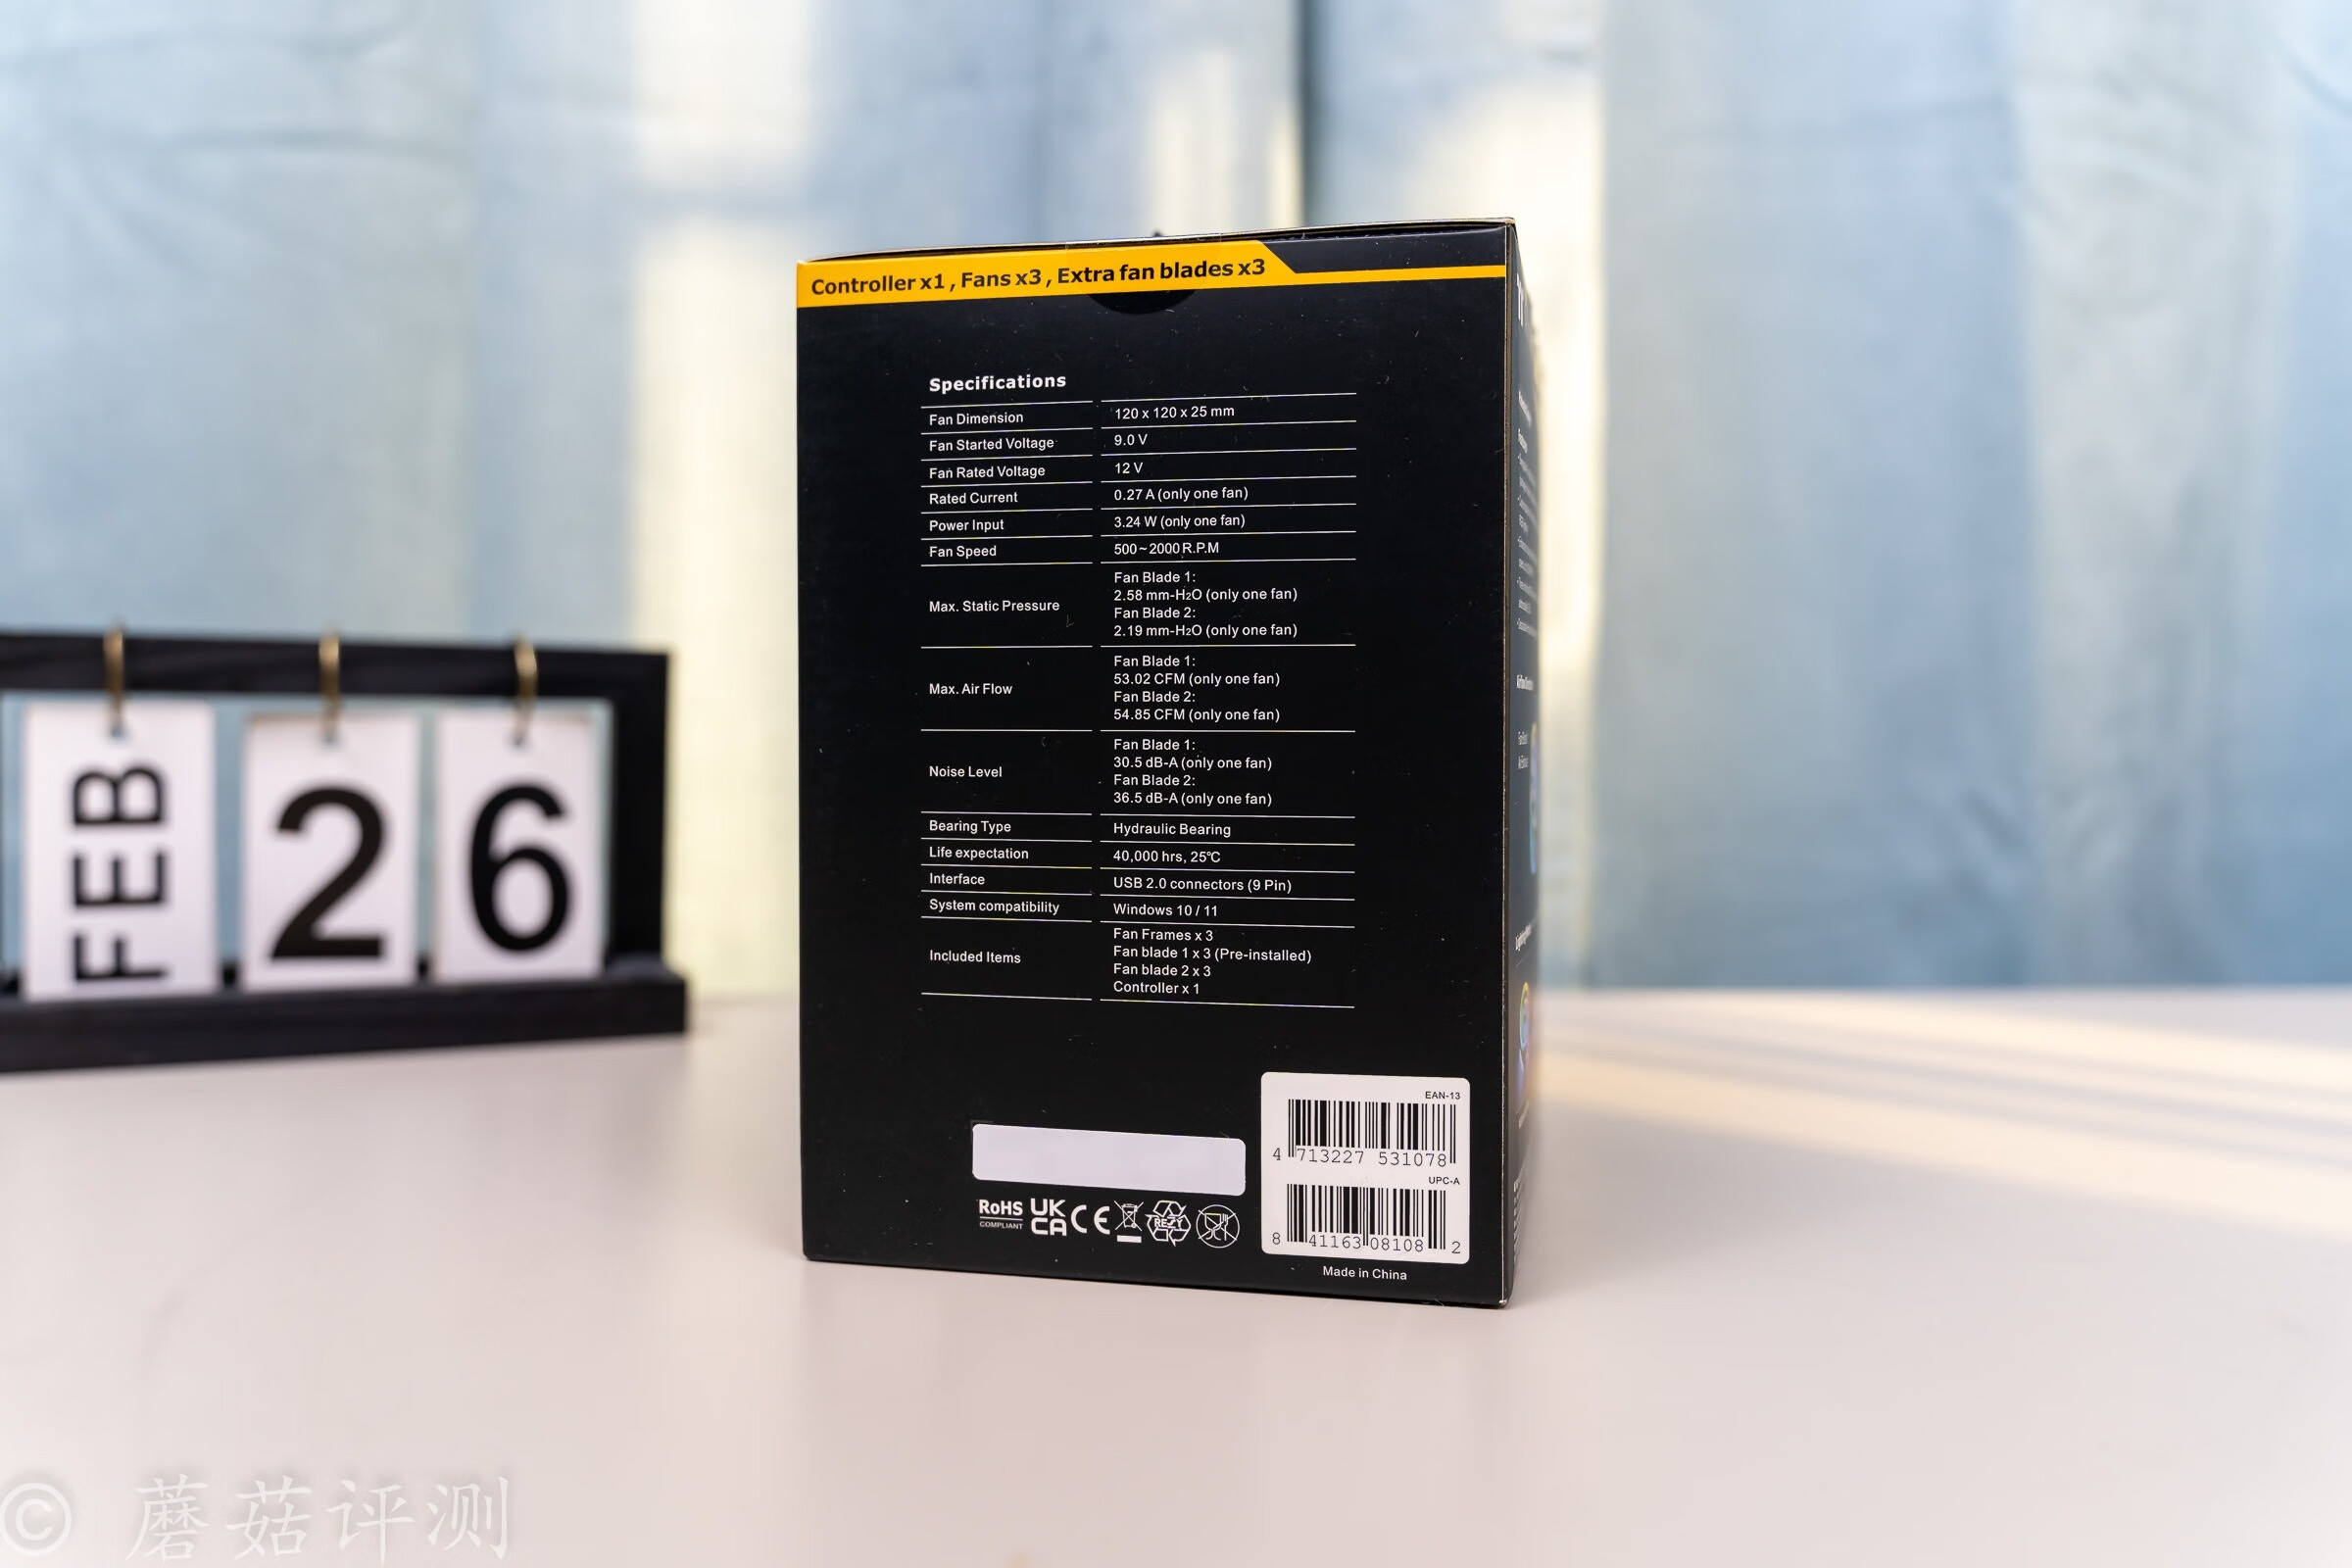 Controller x1 , Fans x3 , Extra fan blades x3
Specifications
Fan Dimension 120 x 120 x 25 mm
Fan Started Voltage 9.0 V
Fan Rated Voltage 12 V
Rated Current 0.27 A (only one fan)
Power Input 3.24 W (only one fan)
Fan Speed 500 ~ 2000 R.P.M
Max. Static Pressure
Fan Blade 1:
2.58 mm-H₂O (only one fan)
Fan Blade 2:
2.19 mm-H₂O (only one fan)
Max. Air Flow
Fan Blade 1:
53.02 CFM (only one fan)
Fan Blade 2:
54.85 CFM (only one fan)
Noise Level
Fan Blade 1:
30.5 dB-A (only one fan)
Fan Blade 2:
36.5 dB-A (only one fan)
Bearing Type Hydraulic Bearing
Life expectation 40,000 hrs, 25℃
Interface USB 2.0 connectors (9 Pin)
System compatibility Windows 10 / 11
Included Items
Fan Frames x 3
Fan blade 1 x 3 (Pre-installed)
Fan blade 2 x 3
Controller x 1
EAN-13
4 713227 531078
UPC-A
8 41163 08108 2
Made in China
RoHS
COMPLIANT
UK
CA
CE
FEB 26
© 蘑菇评测